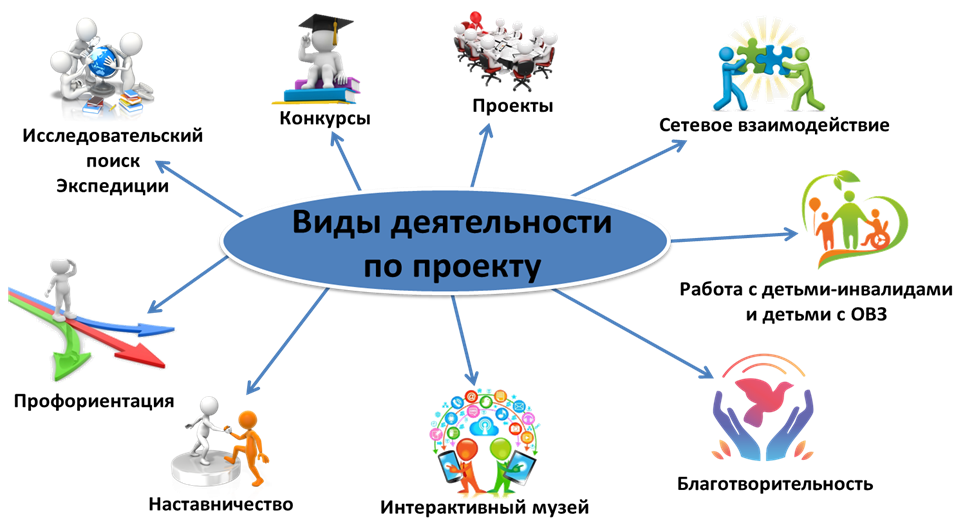 Виды деятельности
по проекту
Исследовательский
поиск
Экспедиции
Конкурсы
Проекты
Сетевое взаимодействие
Работа с детьми-инвалидами
и детьми с ОВЗ
Благотворительность
Интерактивный музей
Наставничество
Профориентация